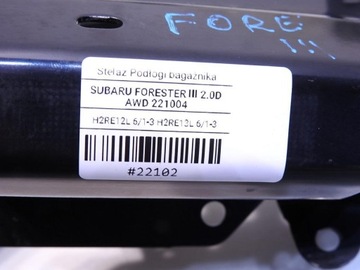 FORE
III
Stelaż Podłogi bagażnika
SUBARU FORESTER III 2.0D
AWD 221004
H2RE12L 6/1-3 H2RE13L 6/1-3
#22102